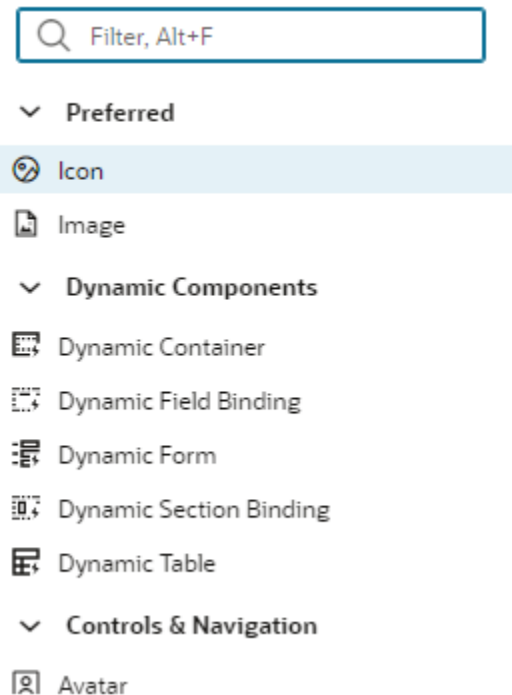 Filter, Alt+F
Preferred
Icon
Image
Dynamic Components
Dynamic Container
Dynamic Field Binding
Dynamic Form
Dynamic Section Binding
Dynamic Table
Controls & Navigation
Avatar